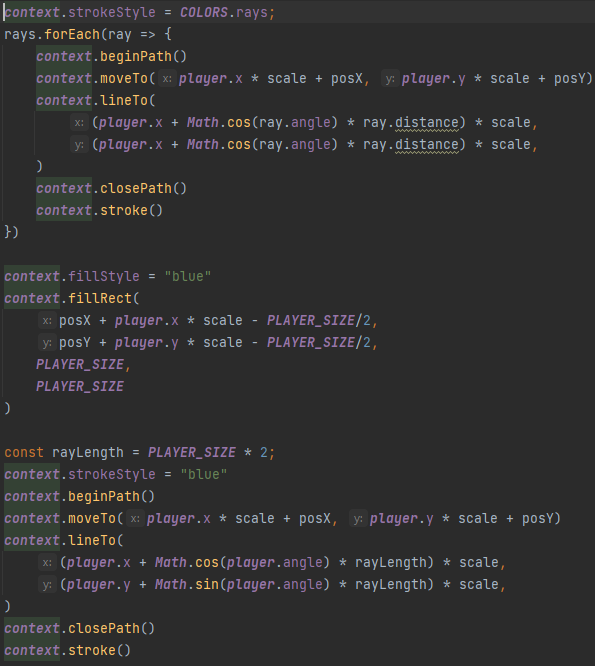 context.strokeStyle = COLORS.rays;
rays.forEach(ray => {
context.beginPath()
context.moveTo( x: player.x * scale + posX, y: player.y * scale + posY)
context.lineTo(
x: (player.x + Math.cos(ray.angle) * ray.distance) * scale,
y: (player.x + Math.cos(ray.angle) * ray.distance) * scale,
)
context.closePath()
context.stroke()
})
context.fillStyle = "blue"
context.fillRect(
x: posX + player.x * scale - PLAYER_SIZE/2,
y: posY + player.y * scale - PLAYER_SIZE/2,
PLAYER_SIZE,
PLAYER_SIZE
)
const rayLength = PLAYER_SIZE * 2;
context.strokeStyle = "blue"
context.beginPath()
context.moveTo( x: player.x * scale + posX, y: player.y * scale + posY)
context.lineTo(
x: (player.x + Math.cos(player.angle) * rayLength) * scale,
y: (player.y + Math.sin(player.angle) * rayLength) * scale,
)
context.closePath()
context.stroke()